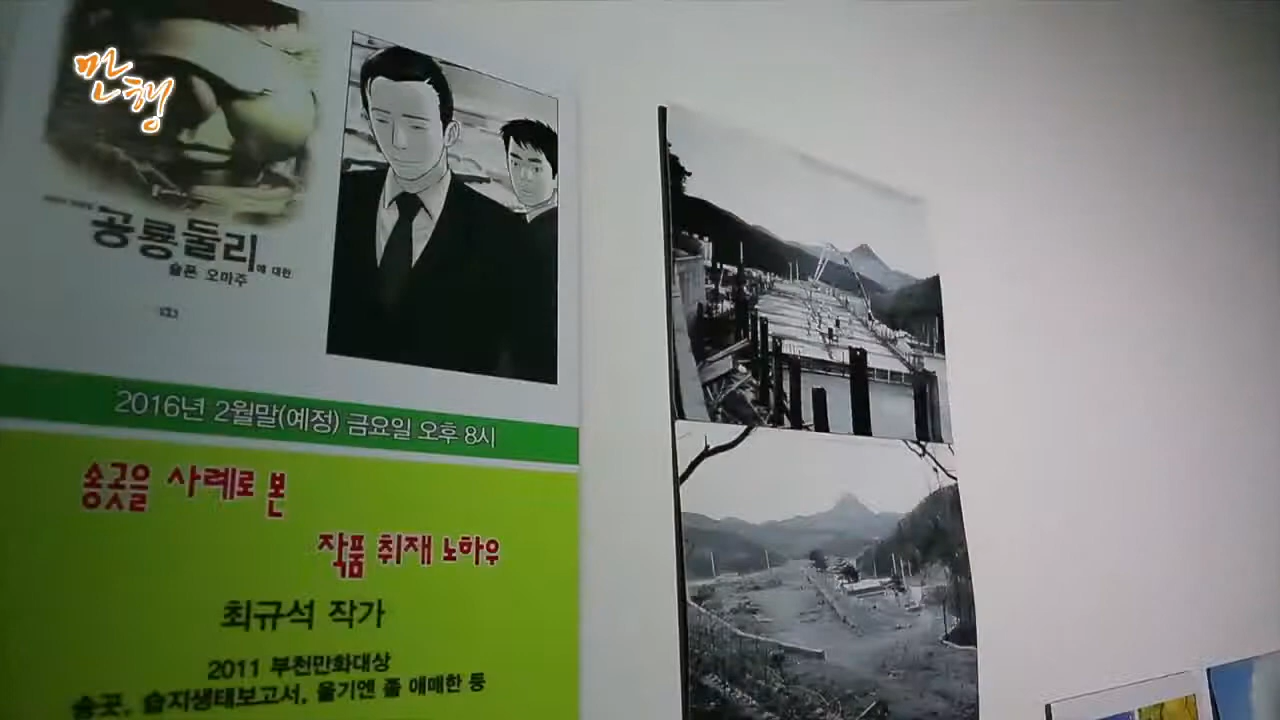 만행
공룡둘리에 대한
슬픈 오마주
2016년 2월말(예정) 금요일 오후 8시
송곳을 사례로 본
작품 취재 노하우
최규석 작가
2011 부천만화대상
송곳, 습지생태보고서, 울기엔 좀 애매한 등